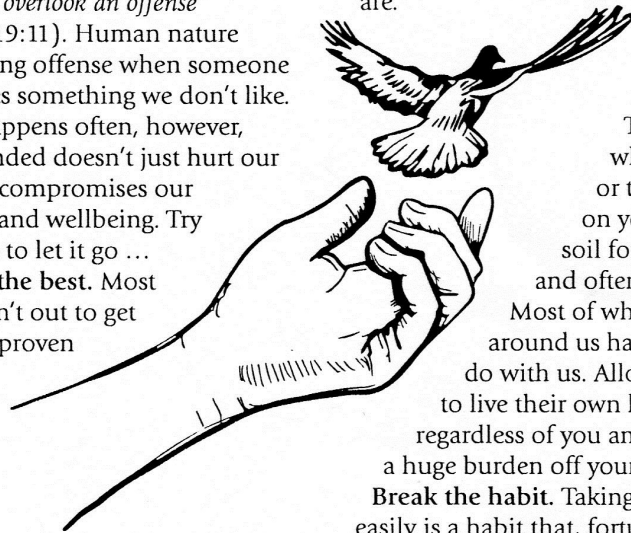 overlook an offense
9:11). Human nature
ng offense when someone
es something we don't like.
ppens often, however,
nded doesn't just hurt our
compromises our
and wellbeing. Try
to let it go …
the best. Most
n't out to get
proven
are.
T
wh
or t
on yo
soil fo
and often
Most of wh
around us ha
do with us. Allo
to live their own l
regardless of you an
a huge burden off your
Break the habit. Taking
easily is a habit that, fortu